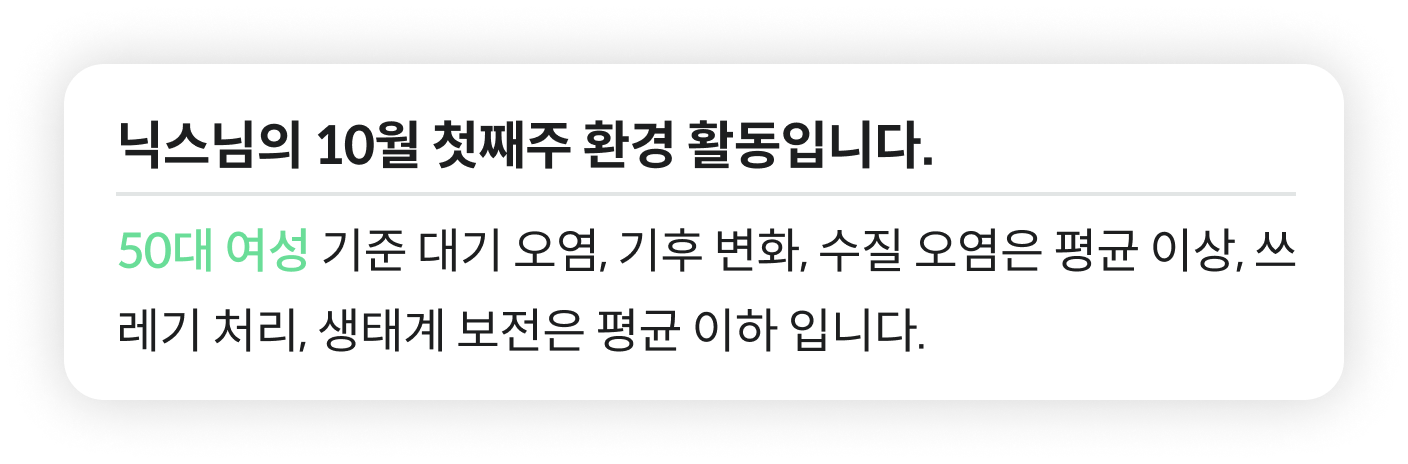 닉스님의 10월 첫째주 환경 활동입니다.
50대 여성 기준 대기 오염, 기후 변화, 수질 오염은 평균 이상, 쓰
레기 처리, 생태계 보전은 평균 이하 입니다.